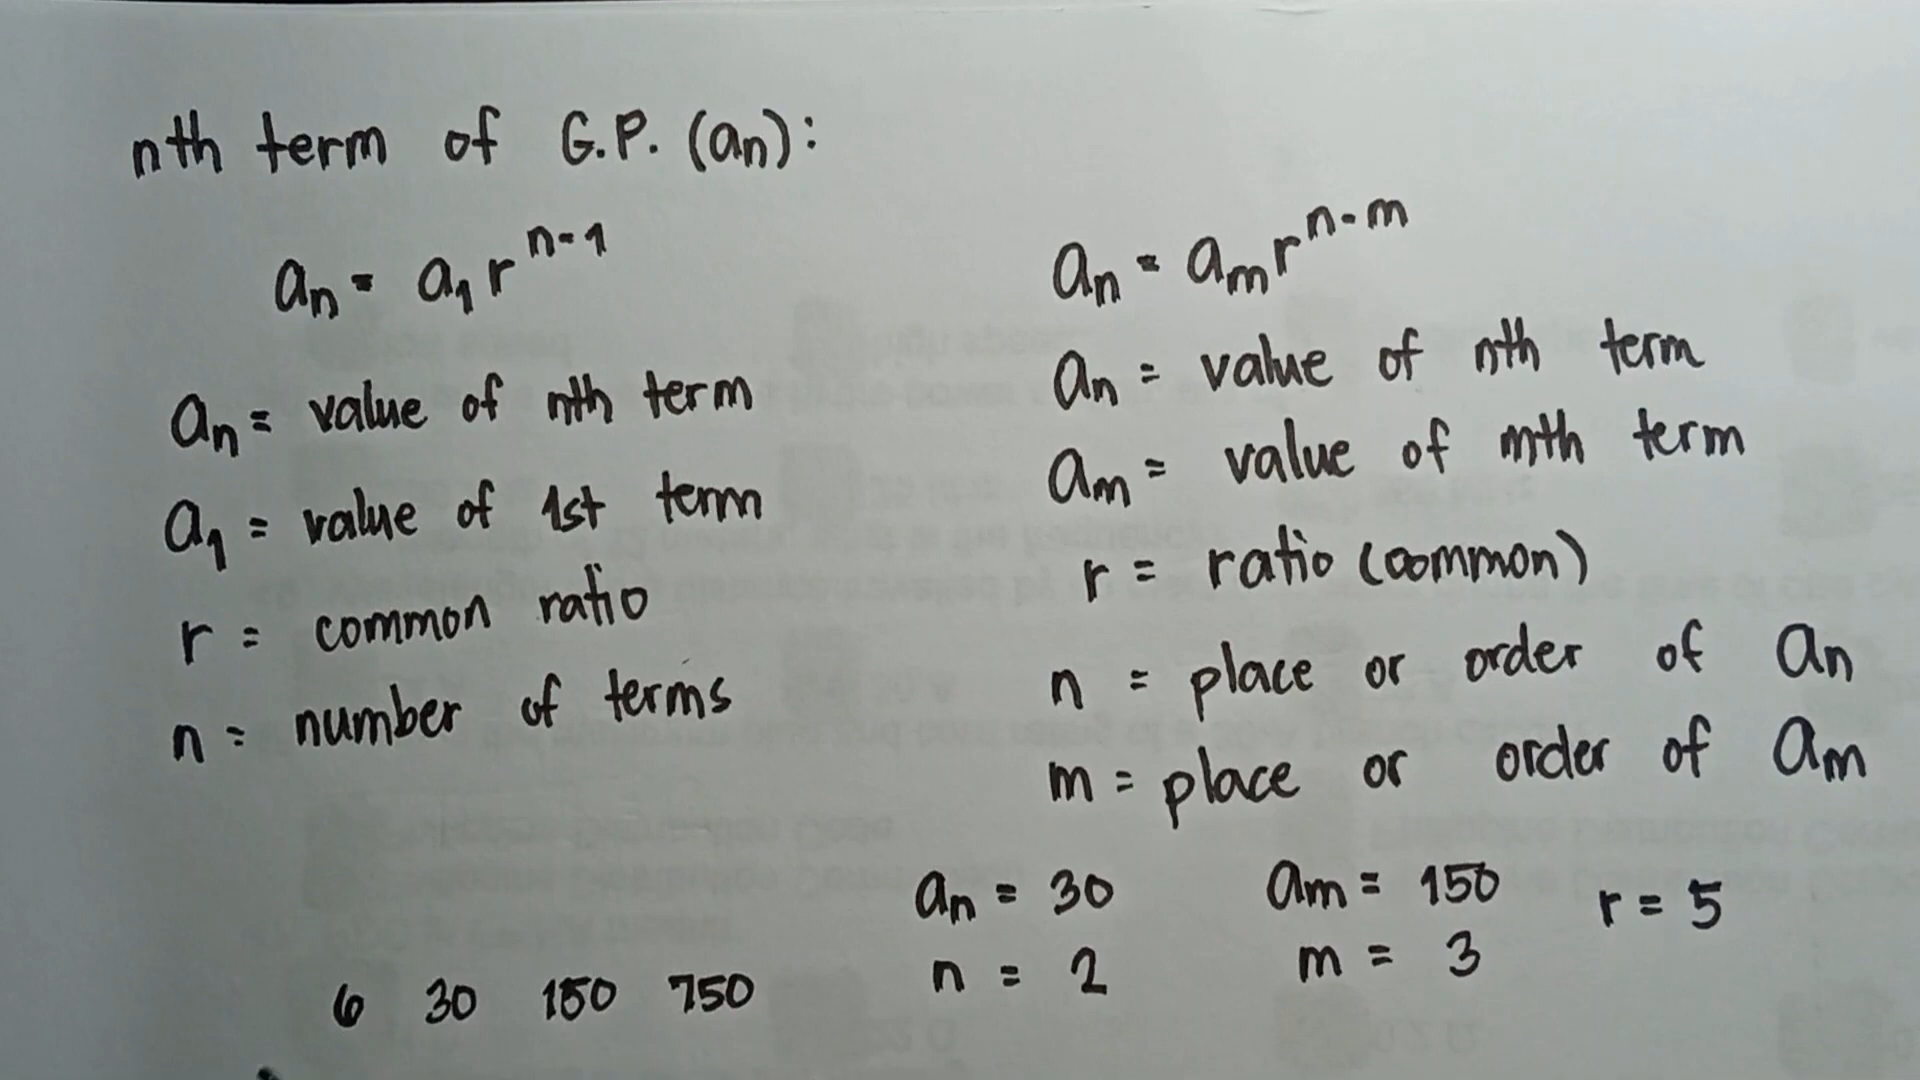 nth term of G.P. (an):
an = a1 r^n-1
an = value of nth term
a1 = value of 1st term
r = common ratio
n = number of terms
an = am r^n-m
an = value of nth term
am = value of mth term
r = ratio (common)
n = place or order of an
m = place or order of am
an = 30 am = 150 r = 5
n = 2 m = 3
6 30 150 750